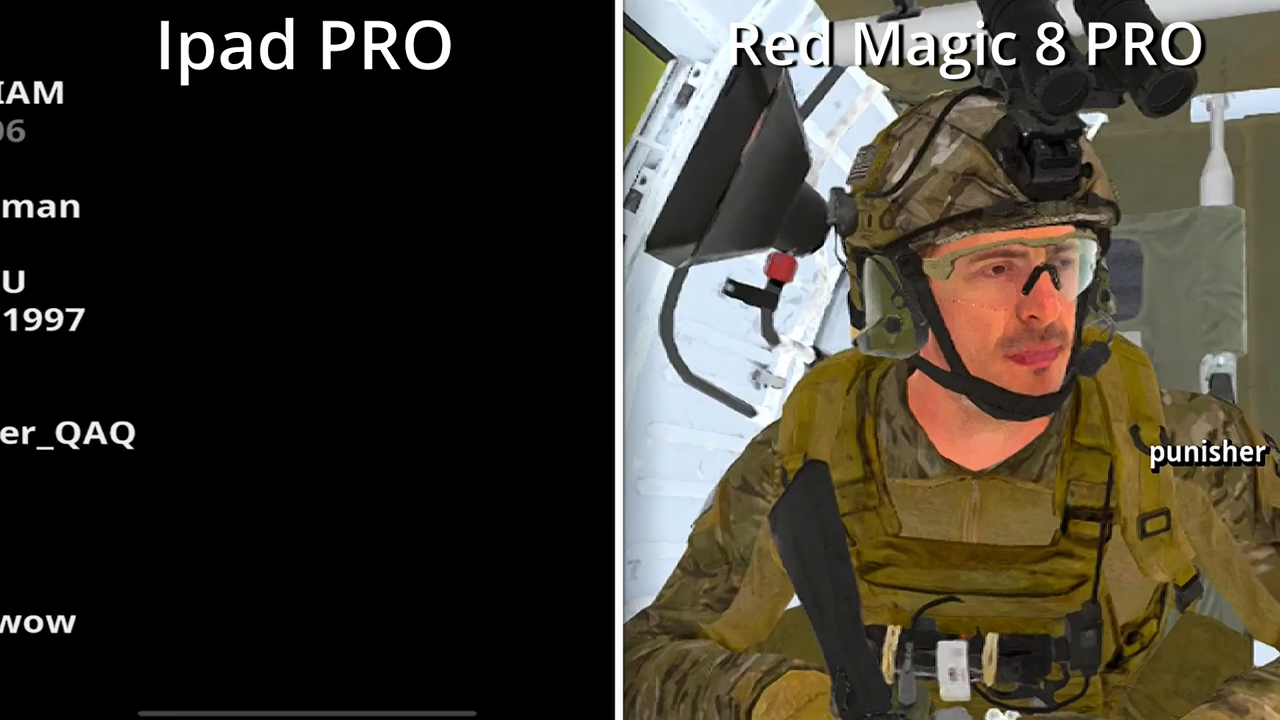 Ipad PRO
IAM
06
man
U
1997
er_QAQ
wow
Red Magic 8 PRO
punisher